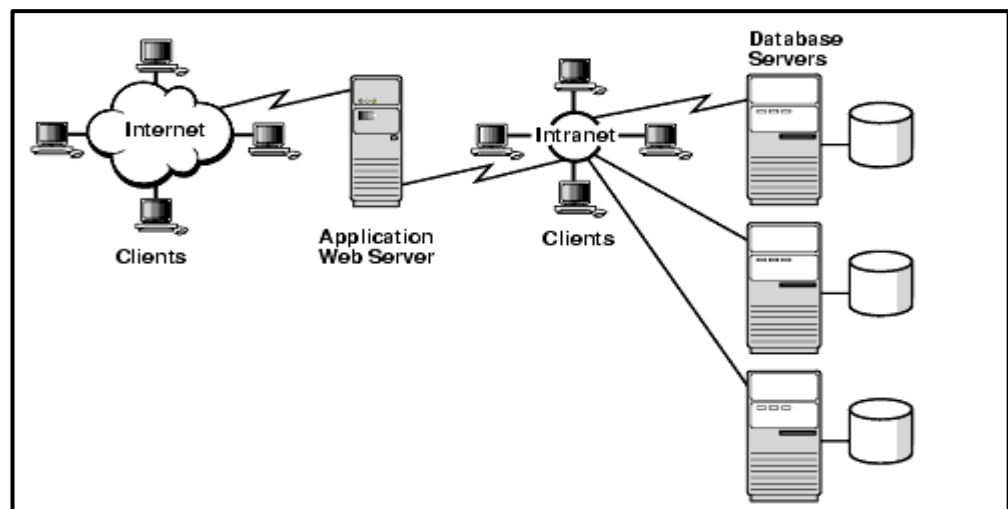 Database
Servers
Internet
Intranet
Clients
Application
Web Server
Clients